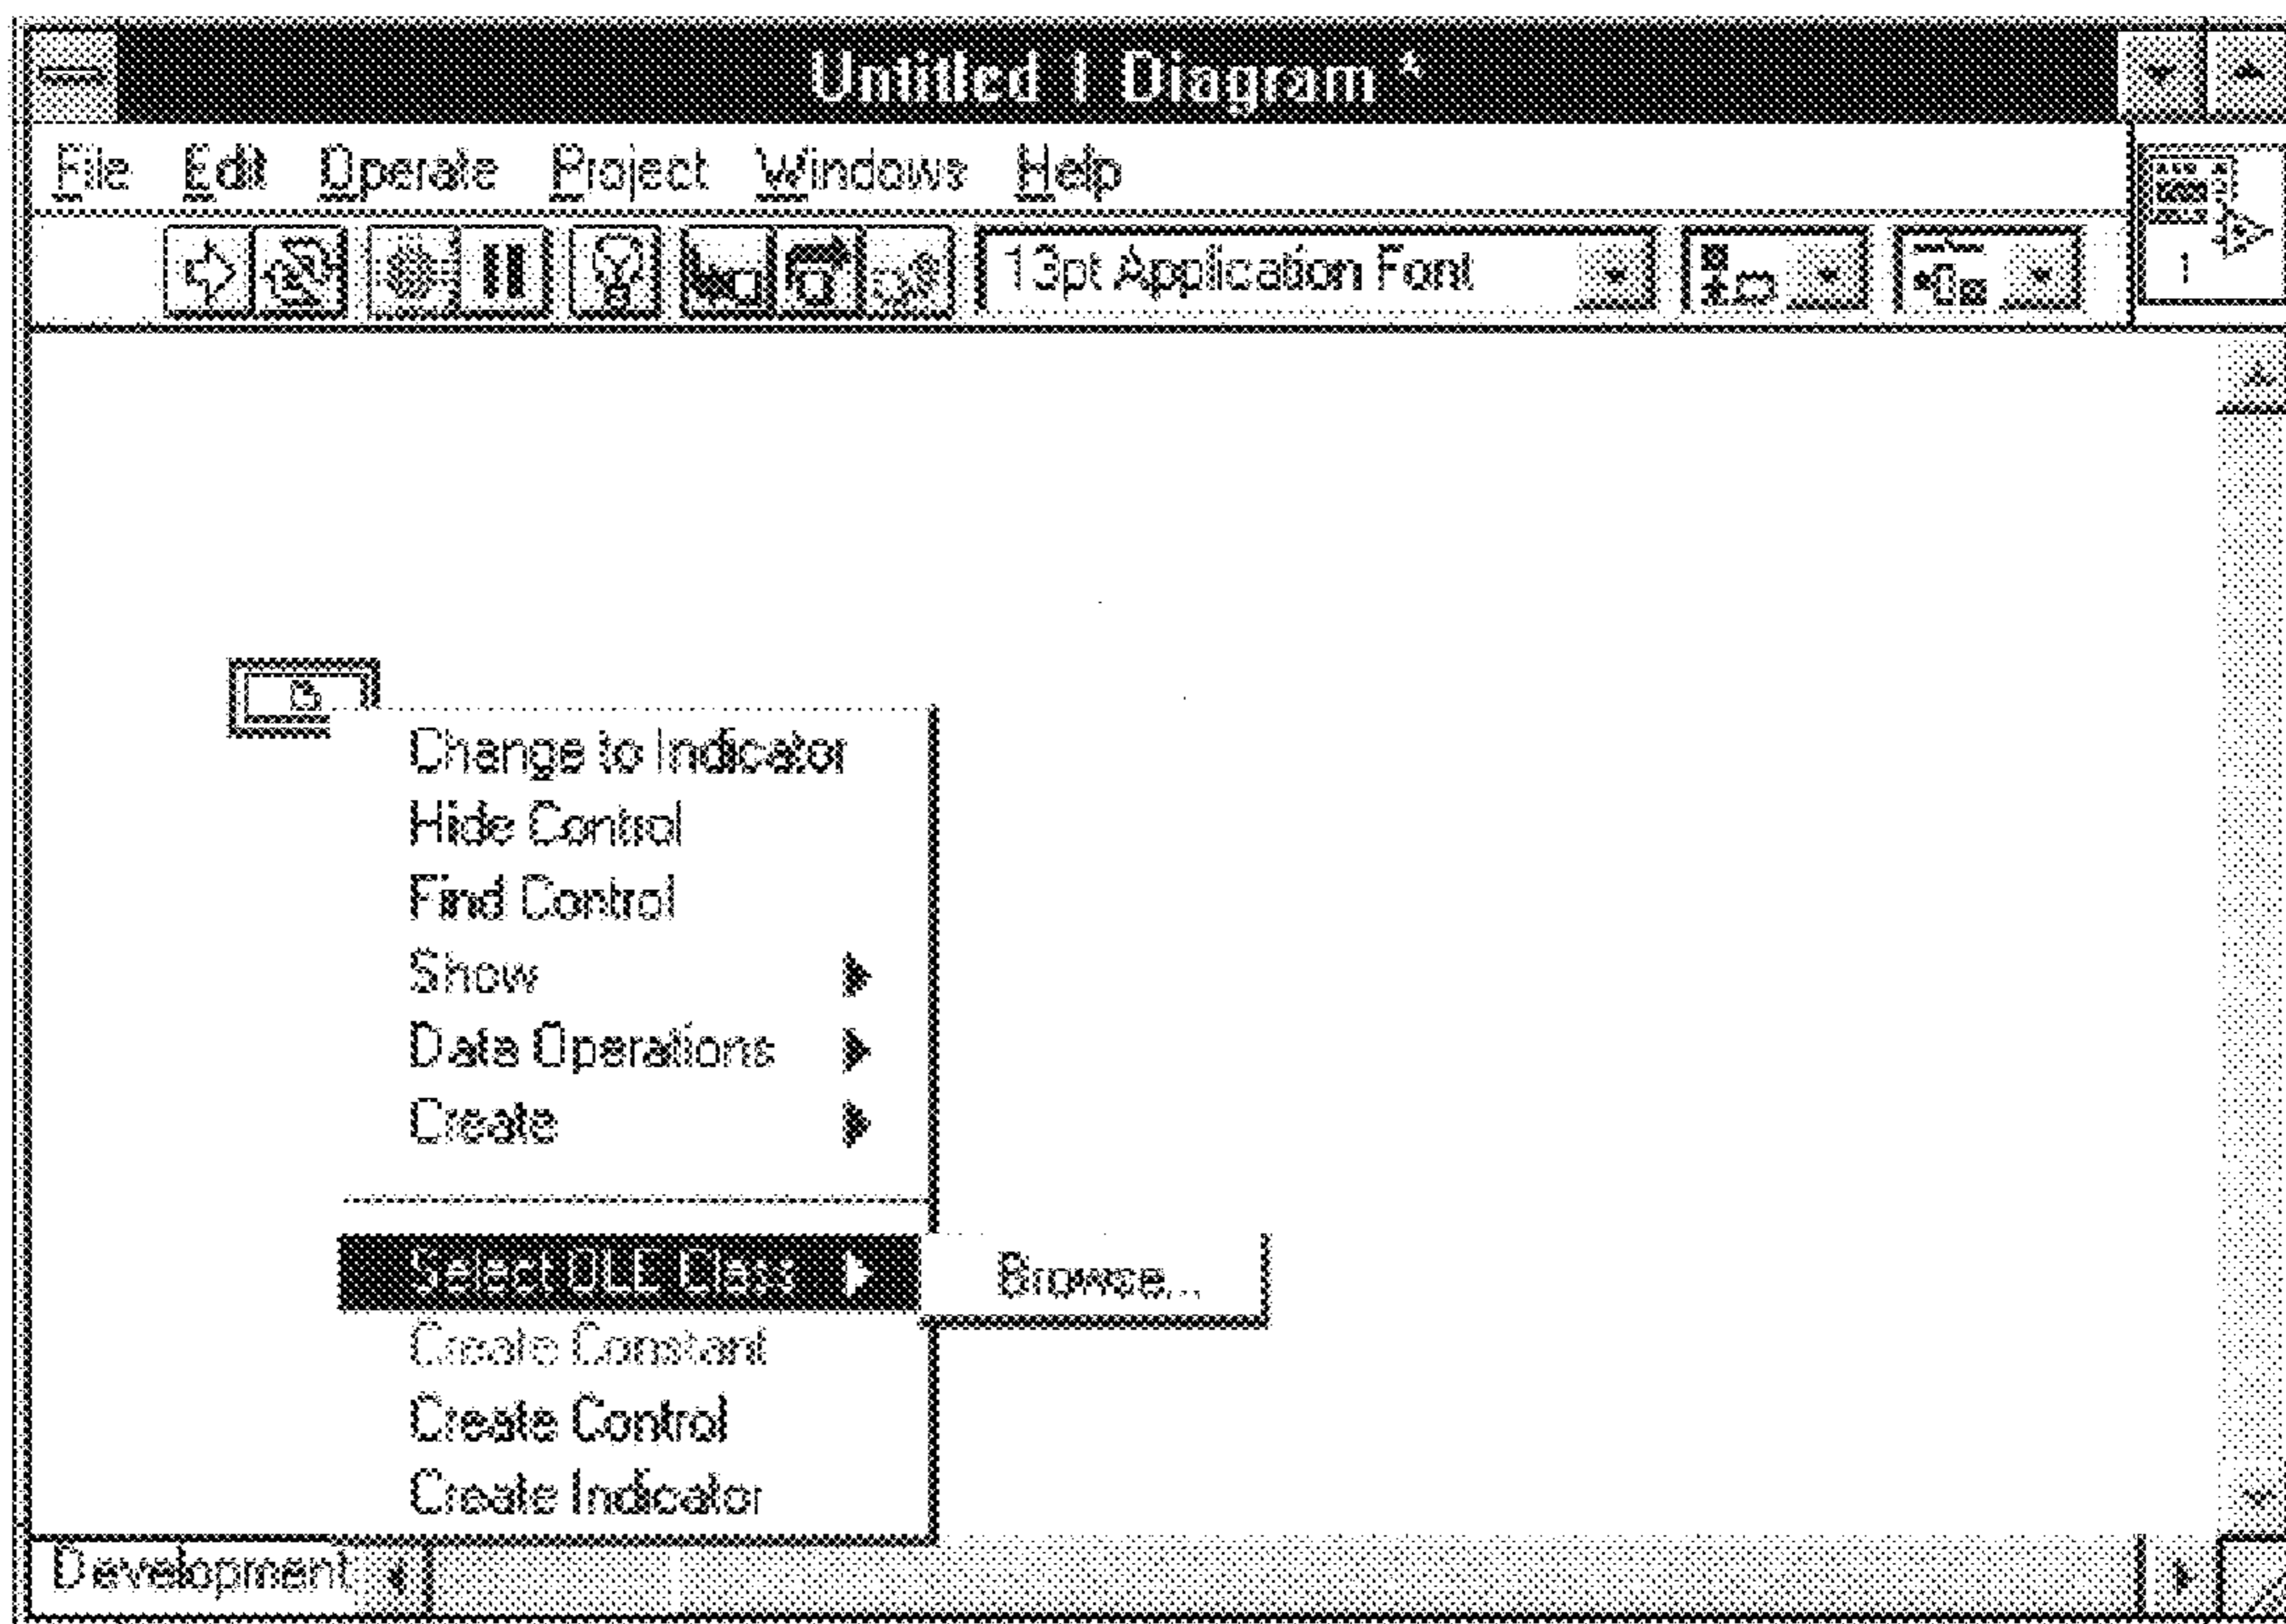 Untitled 1 Diagram *
File Edit Operate Project Windows Help
13pt Application Font
1
Change to Indicator
Hide Control
Find Control
Show
Data Operations
Create
Select OLE Class
Browse...
Create Constant
Create Control
Create Indicator
Development